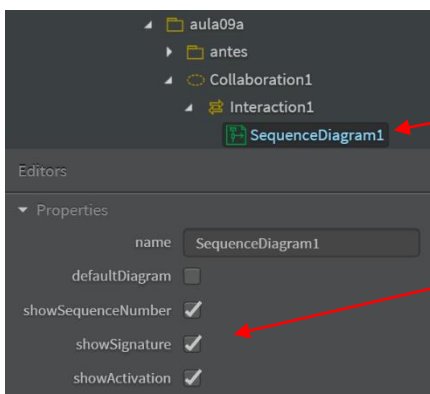 aula09a
antes
Collaboration1
Interaction1
SequenceDiagram1
Editors
Properties
name SequenceDiagram1
defaultDiagram
showSequenceNumber
showSignature
showActivation